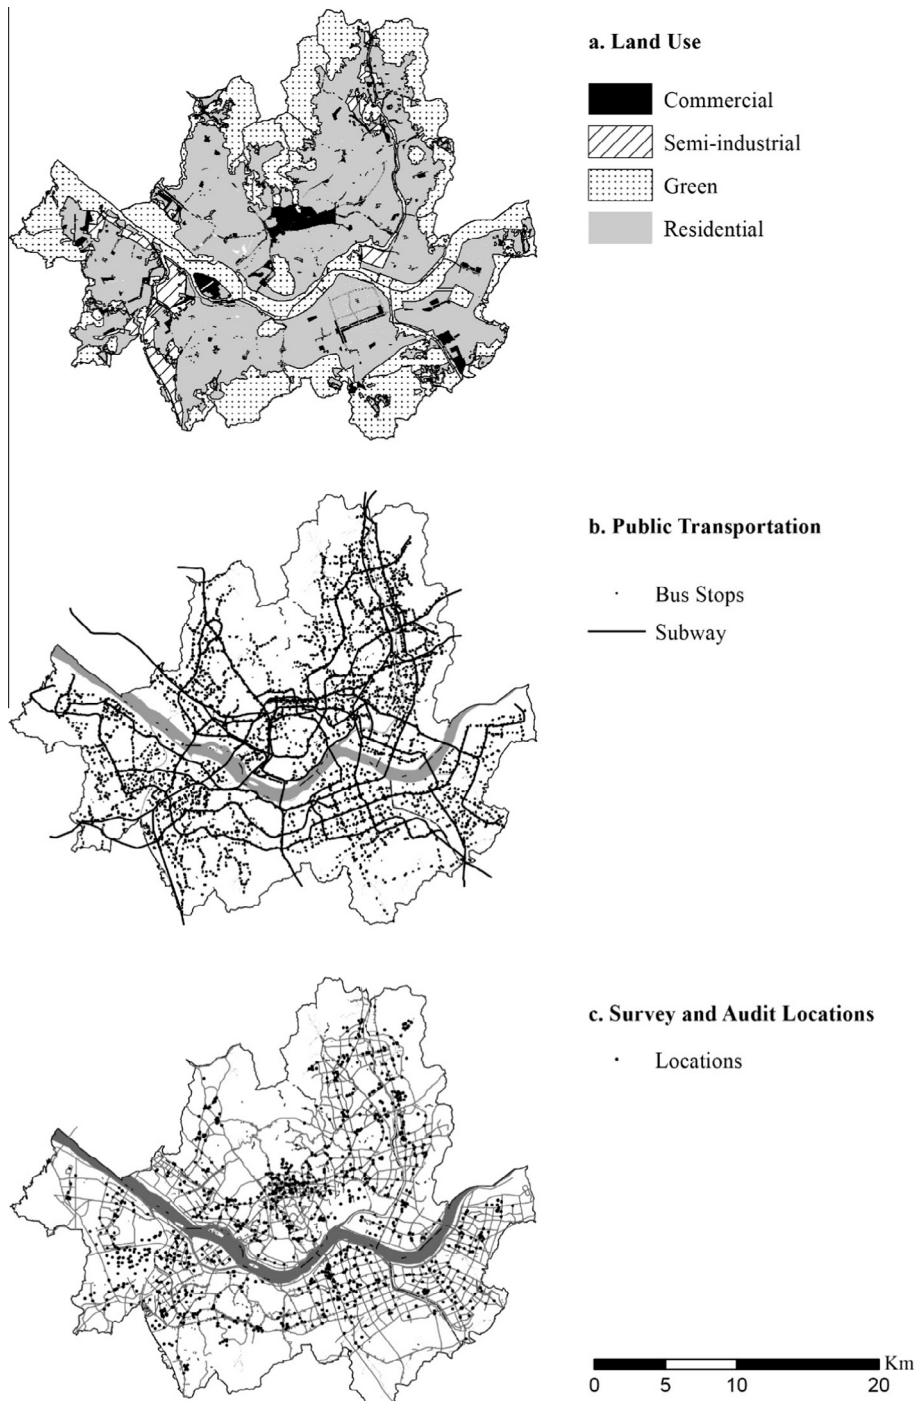 a. Land Use
Commercial
Semi-industrial
Green
Residential
b. Public Transportation
Bus Stops
Subway
c. Survey and Audit Locations
Locations
Km
0 5 10 20